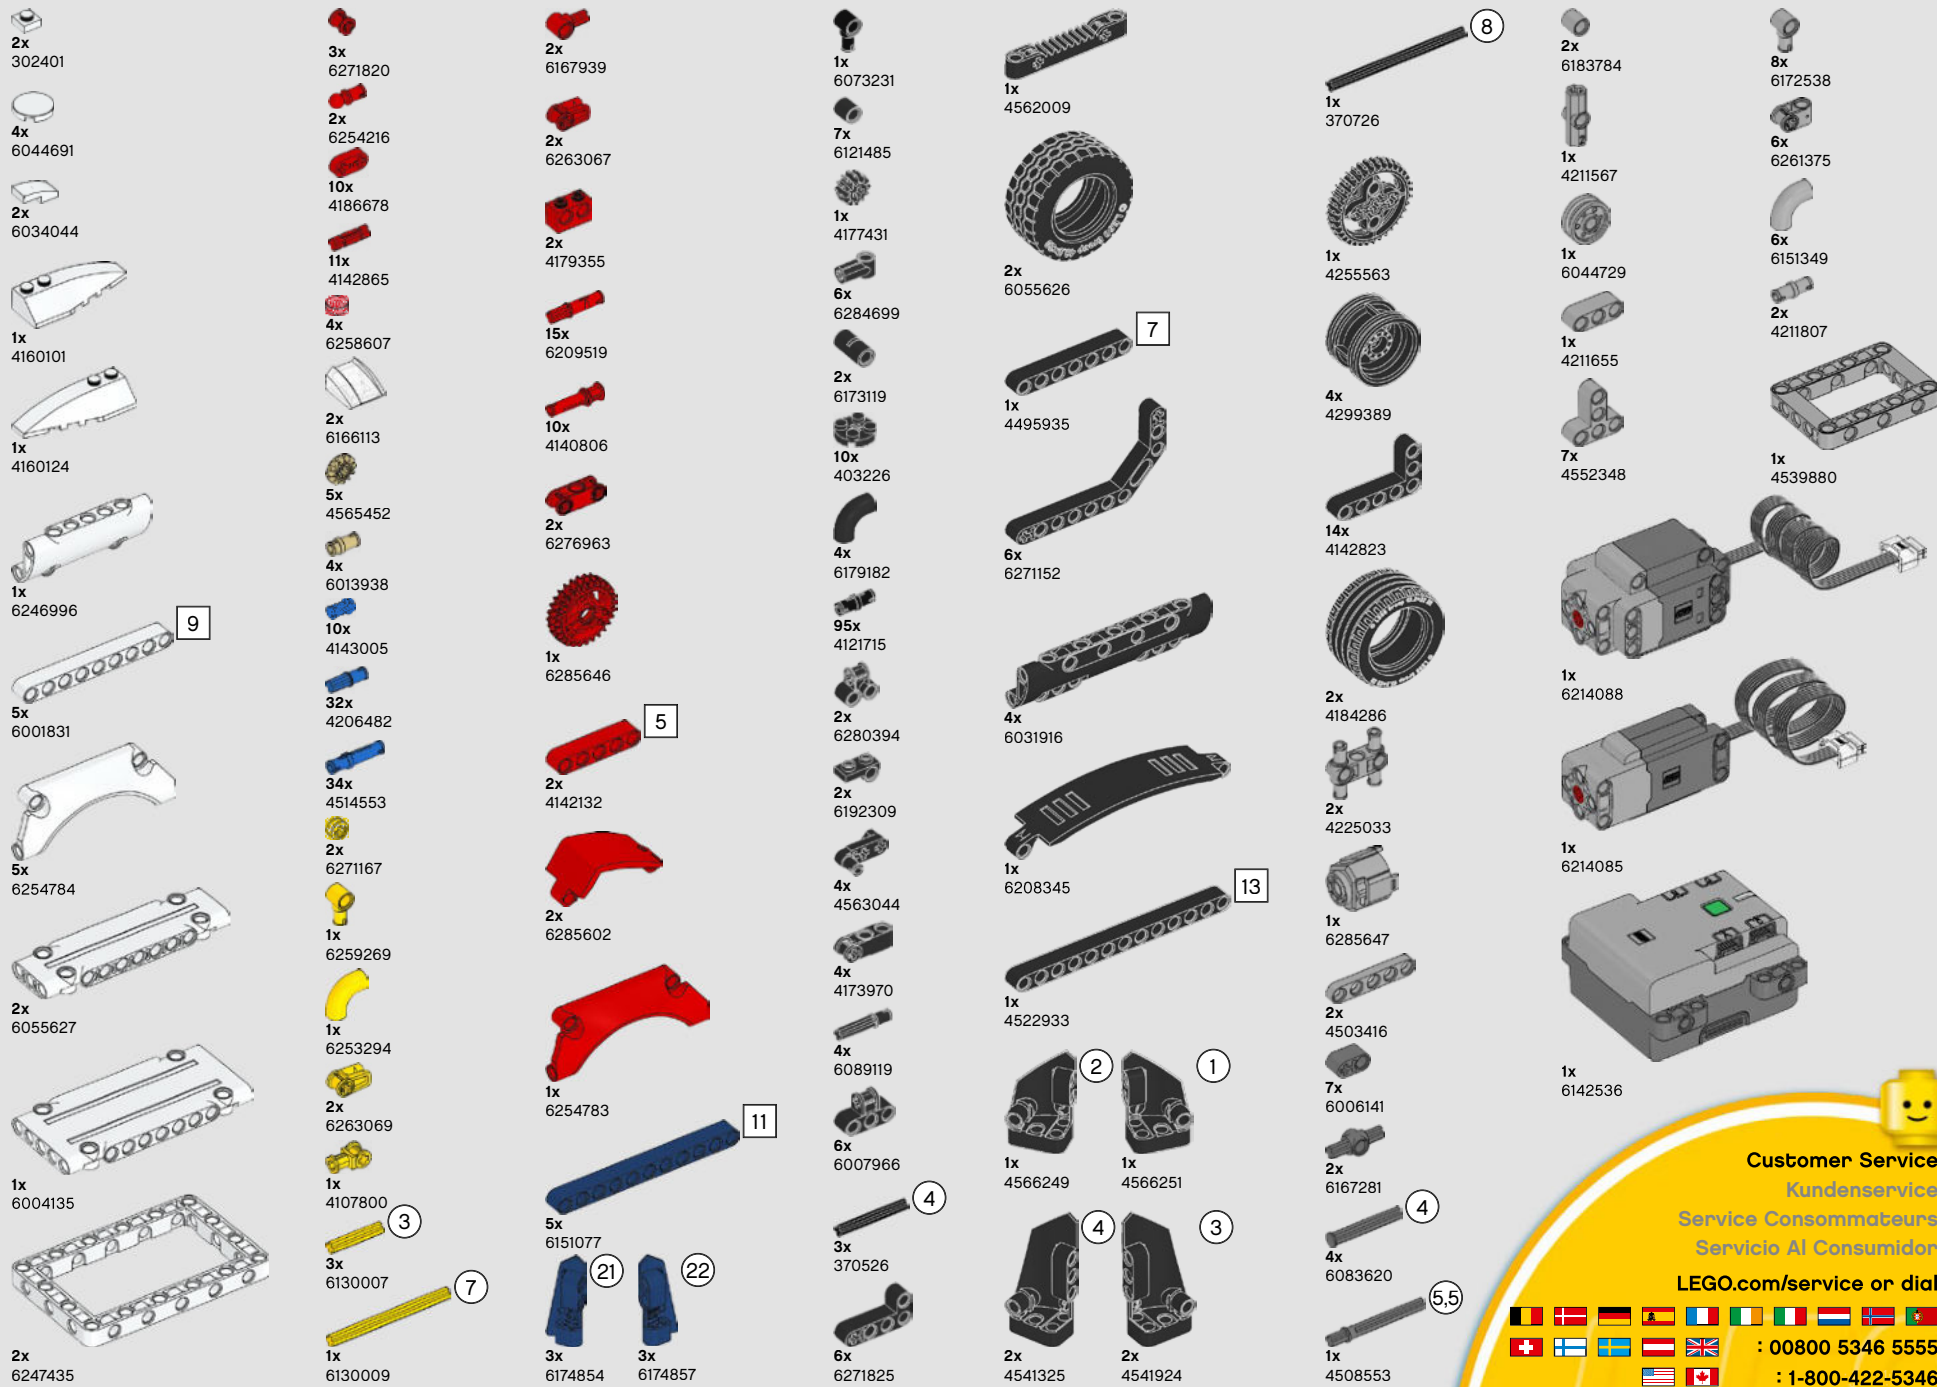 2x
302401
4x
6044691
2x
6034044
1x
4160101
1x
4160124
1x
6246996
9
5x
6001831
5x
6254784
2x
6055627
1x
6004135
2x
6247435
3x
6271820
2x
6254216
10x
4186678
11x
4142865
4x
6258607
2x
6166113
5x
4565452
4x
6013938
10x
4143005
32x
4206482
34x
4514553
2x
6271167
1x
6259269
1x
6253294
2x
6263069
1x
4107800
3
3x
6130007
7
1x
6130009
2x
6167939
2x
6263067
2x
4179355
15x
6209519
10x
4140806
2x
6276963
1x
6285646
5
2x
4142132
2x
6285602
1x
6254783
11
5x
6151077
21
3x
6174854
22
3x
6174857
1x
6073231
7x
6121485
1x
4177431
6x
6284699
2x
6173119
10x
403226
4x
6179182
95x
4121715
2x
6280394
2x
6192309
4x
4563044
4x
4173970
4x
6089119
6x
6007966
4
3x
370526
6x
6271825
1x
4562009
2x
6055626
7
1x
4495935
6x
6271152
4x
6031916
1x
6208345
13
1x
4522933
2
1x
4566249
1
1x
4566251
4
2x
4541325
3
2x
4541924
8
1x
370726
1x
4255563
4x
4299389
14x
4142823
2x
4184286
2x
4225033
1x
6285647
2x
4503416
7x
6006141
2x
6167281
4
4x
6083620
5,5
1x
4508553
2x
6183784
1x
4211567
1x
6044729
1x
4211655
7x
4552348
8x
6172538
6x
6261375
6x
6151349
2x
4211807
1x
4539880
1x
6214088
1x
6214085
1x
6142536
Customer Service
Kundenservice
Service Consommateurs
Servicio Al Consumidor
LEGO.com/service or dial
: 00800 5346 5555
: 1-800-422-5346